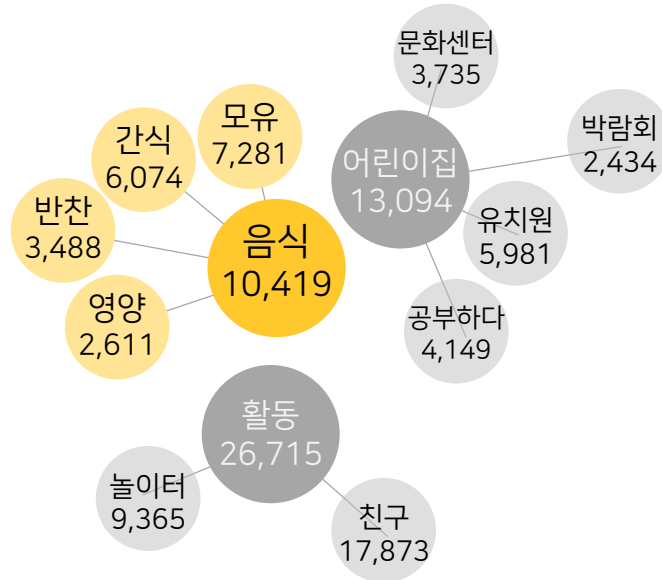 문화센터
3,735
모유
7,281
간식
6,074
박람회
2,434
어린이집
13,094
반찬
3,488
유치원
5,981
음식
10,419
영양
2,611
공부하다
4,149
활동
26,715
놀이터
9,365
친구
17,873